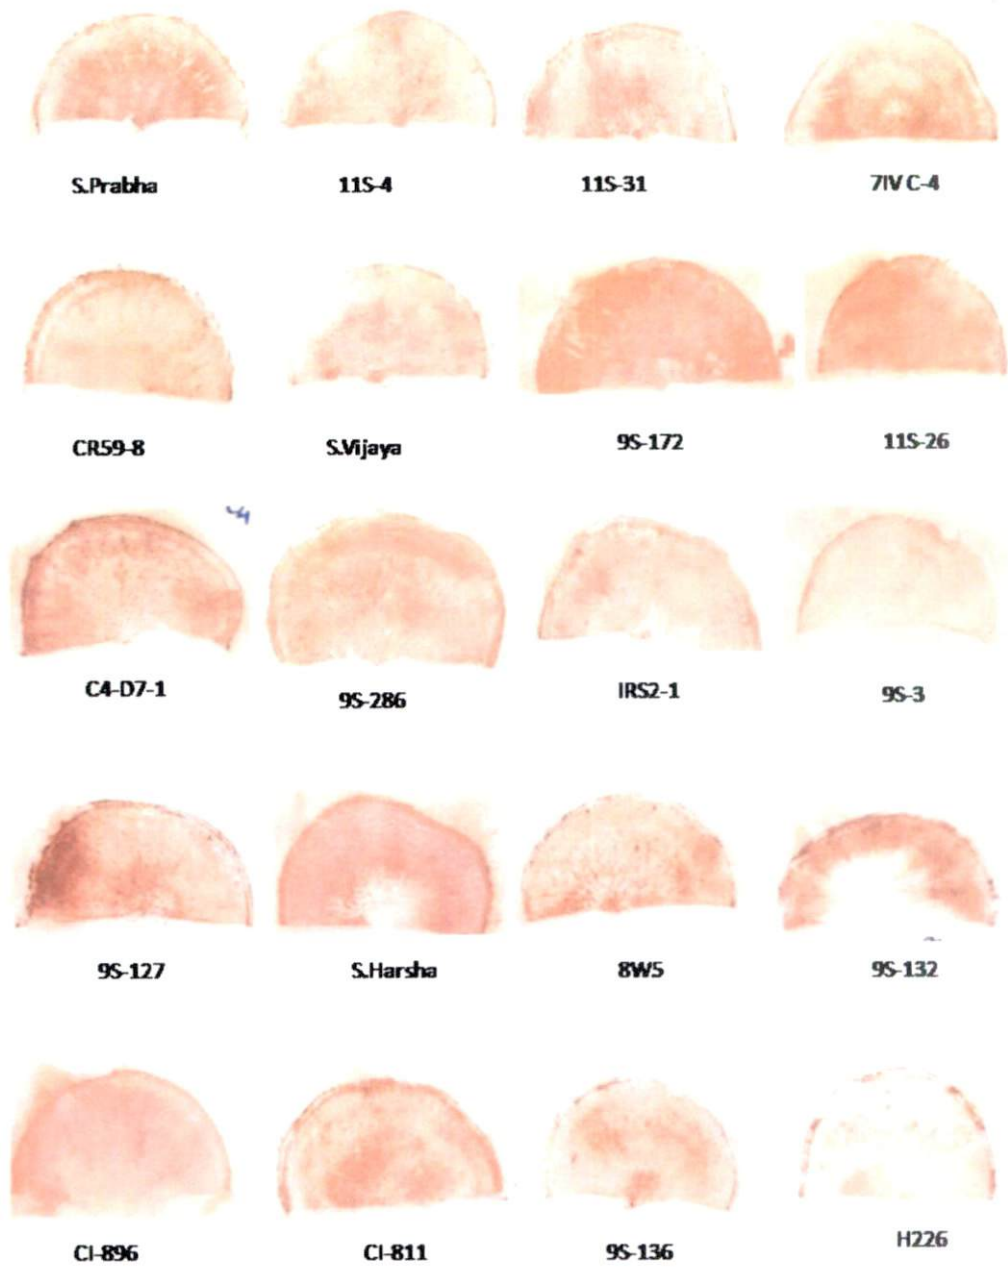 S.Prabha 11S-4 11S-31 7IV C-4
CR59-8 S.Vijaya 9S-172 11S-26
C4-D7-1 9S-286 IRS2-1 9S-3
9S-127 S.Harsha 8W5 9S-132
CI-896 CI-811 9S-136 H226